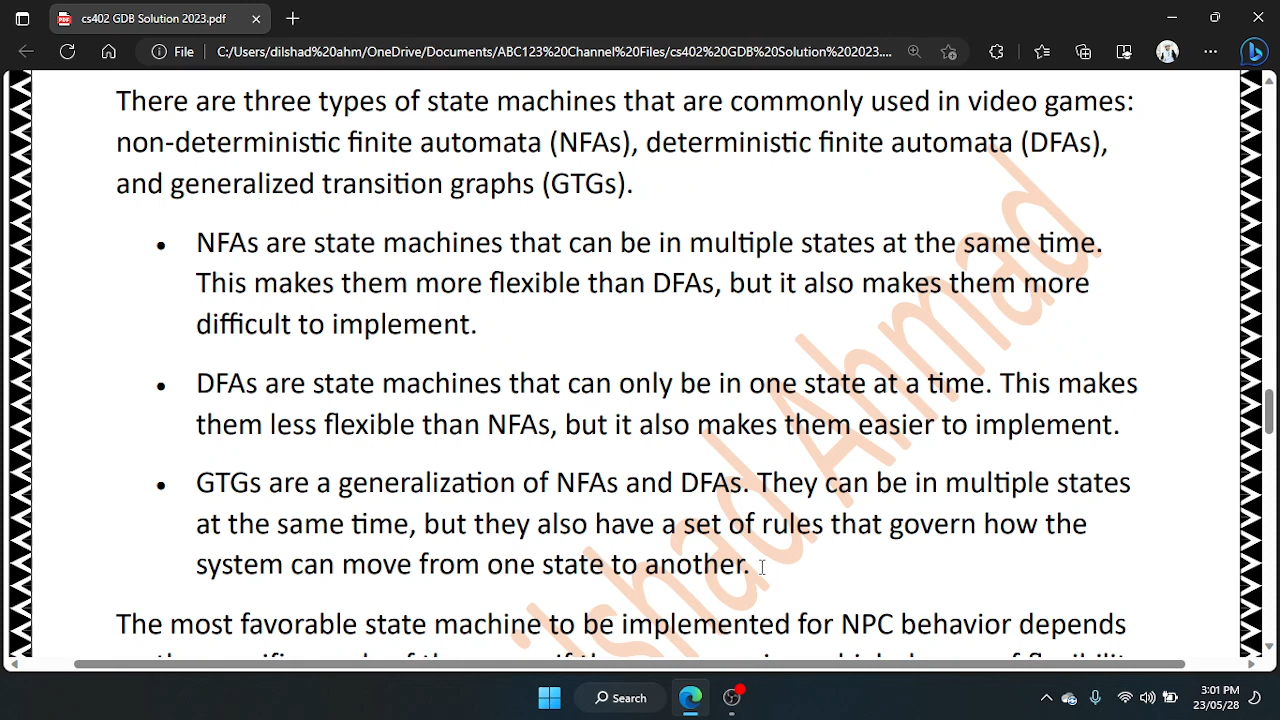 cs402 GDB Solution 2023.pdf
File
C:/Users/dilshad%20ahm/OneDrive/Documents/ABC123%20Channel%20Files/cs402%20GDB%20Solution%202023....
There are three types of state machines that are commonly used in video games:
non-deterministic finite automata (NFAs), deterministic finite automata (DFAs),
and generalized transition graphs (GTGs).
• NFAs are state machines that can be in multiple states at the same time.
This makes them more flexible than DFAs, but it also makes them more
difficult to implement.
• DFAs are state machines that can only be in one state at a time. This makes
them less flexible than NFAs, but it also makes them easier to implement.
• GTGs are a generalization of NFAs and DFAs. They can be in multiple states
at the same time, but they also have a set of rules that govern how the
system can move from one state to another.
The most favorable state machine to be implemented for NPC behavior depends
Ahmad
Search
3:01 PM
23/05/28